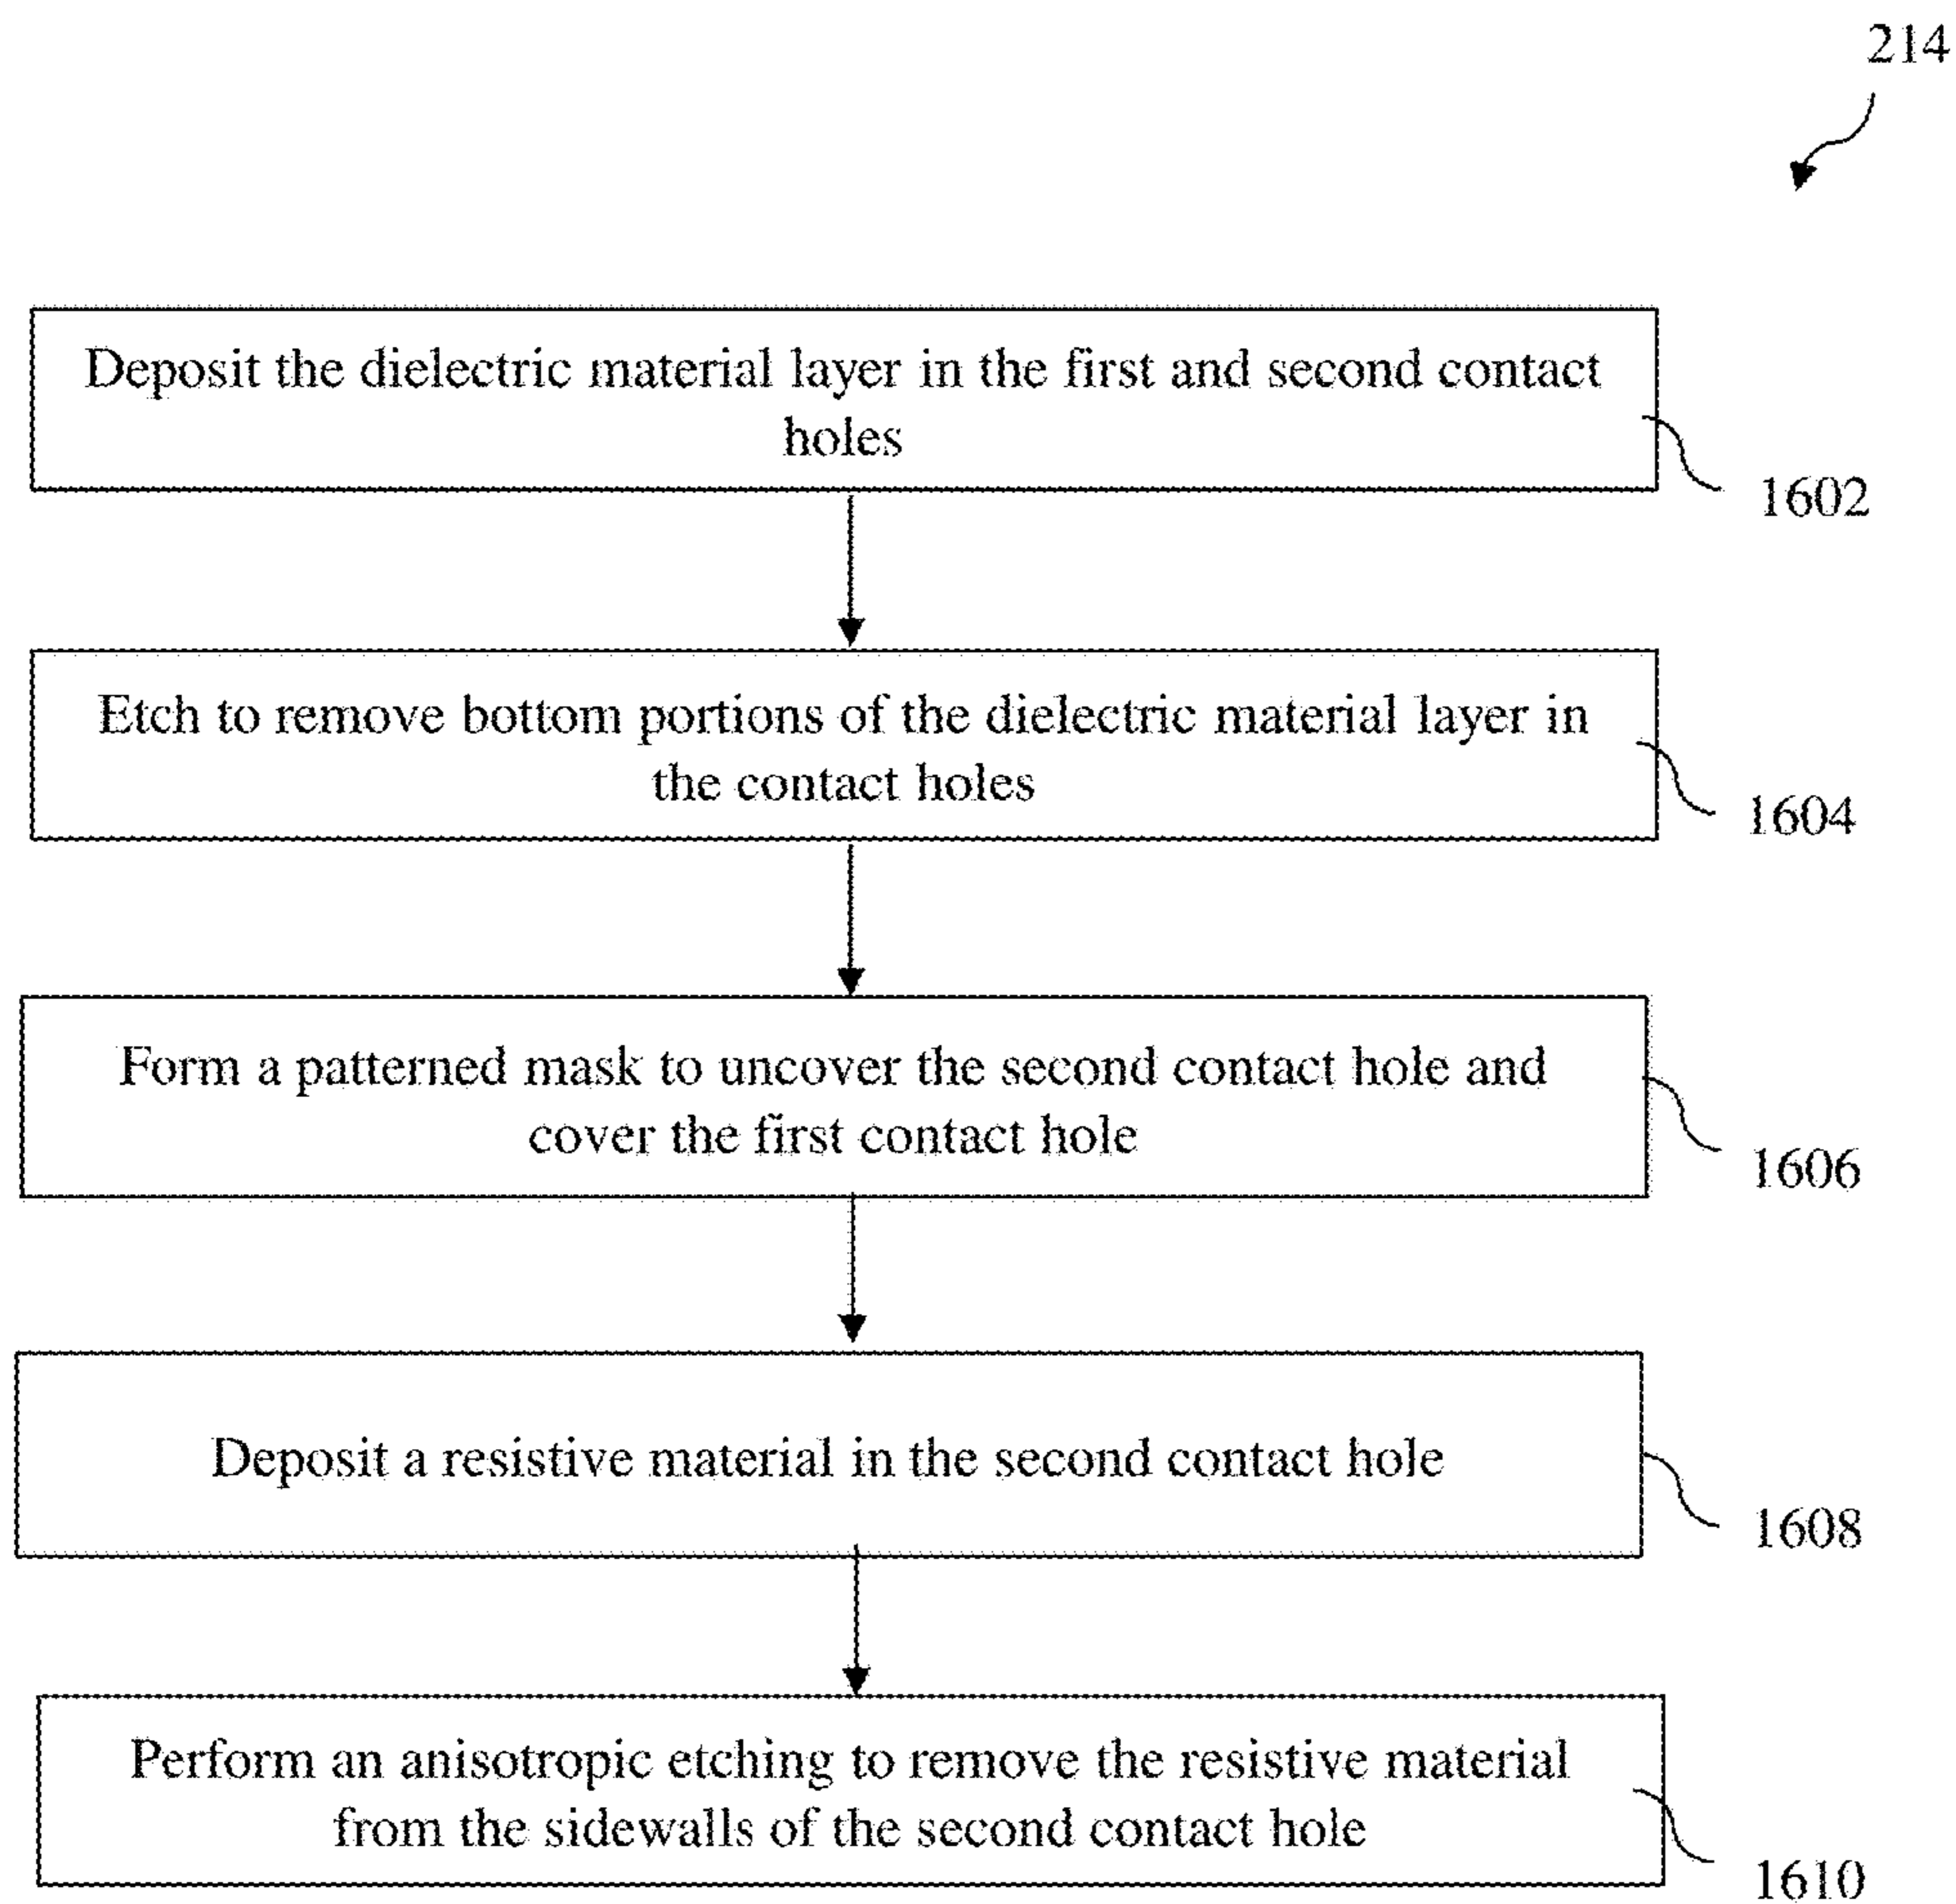 214
Deposit the dielectric material layer in the first and second contact
holes
1602
Etch to remove bottom portions of the dielectric material layer in
the contact holes
1604
Form a patterned mask to uncover the second contact hole and
cover the first contact hole
1606
Deposit a resistive material in the second contact hole
1608
Perform an anisotropic etching to remove the resistive material
from the sidewalls of the second contact hole
1610